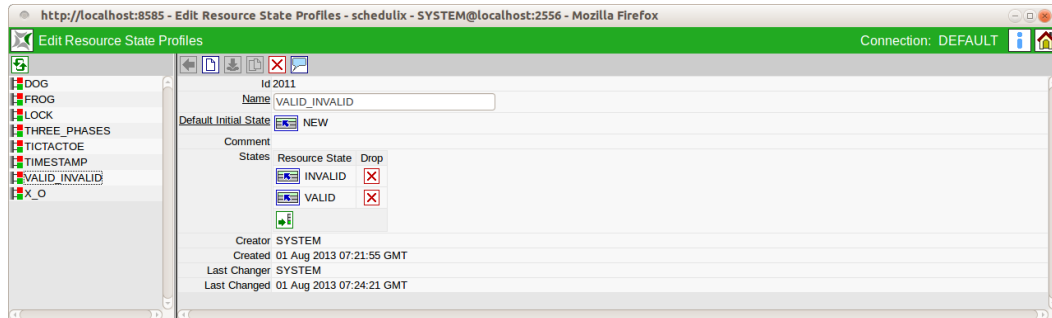 http://localhost:8585 - Edit Resource State Profiles - schedulix - SYSTEM@localhost:2556 - Mozilla Firefox
Edit Resource State Profiles
Connection: DEFAULT
DOG
FROG
LOCK
THREE_PHASES
TICTACTOE
TIMESTAMP
VALID_INVALID
X_O
Id 2011
Name VALID_INVALID
Default Initial State NEW
Comment
States Resource State Drop
INVALID
VALID
Creator SYSTEM
Created 01 Aug 2013 07:21:55 GMT
Last Changer SYSTEM
Last Changed 01 Aug 2013 07:24:21 GMT